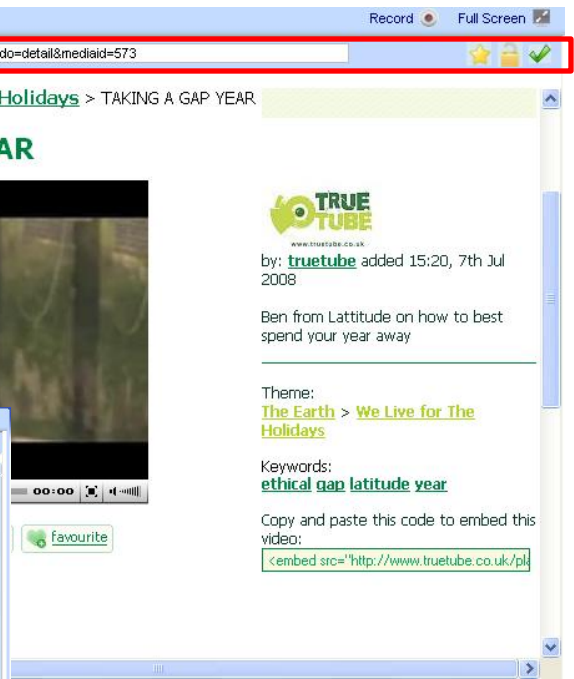 Record Full Screen
do=detail&mediaid=573
Holidays > TAKING A GAP YEAR
AR
TRUE
TUBE
www.truetube.co.uk
by: truetube added 15:20, 7th Jul
2008
Ben from Lattitude on how to best
spend your year away
Theme:
The Earth > We Live for The
Holidays
Keywords:
ethical gap latitude year
00:00
Copy and paste this code to embed this
video:
favourite
<embed src="http://www.truetube.co.uk/pla